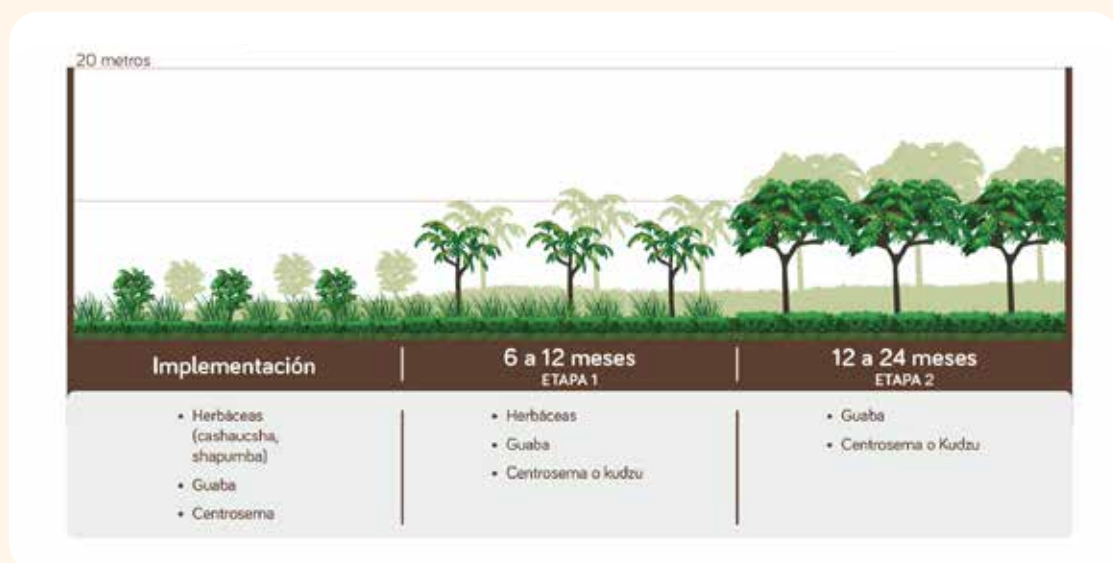 20 metros
Implementación
• Herbáceas
(cashaucsha,
shapumba)
• Guaba
• Centrosema
6 a 12 meses
ETAPA 1
• Herbáceas
• Guaba
• Centrosema o kudzu
12 a 24 meses
ETAPA 2
• Guaba
• Centrosema o Kudzu